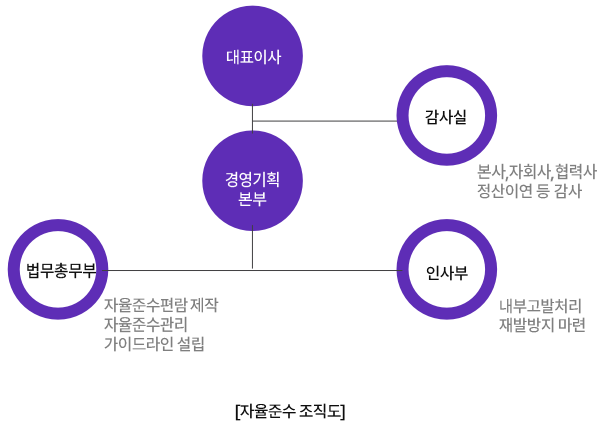 대표이사
감사실
본사,자회사,협력사
정산이연 등 감사
경영기획
본부
법무총무부
자율준수편람 제작
자율준수관리
가이드라인 설립
인사부
내부고발처리
재발방지 마련
[자율준수 조직도]